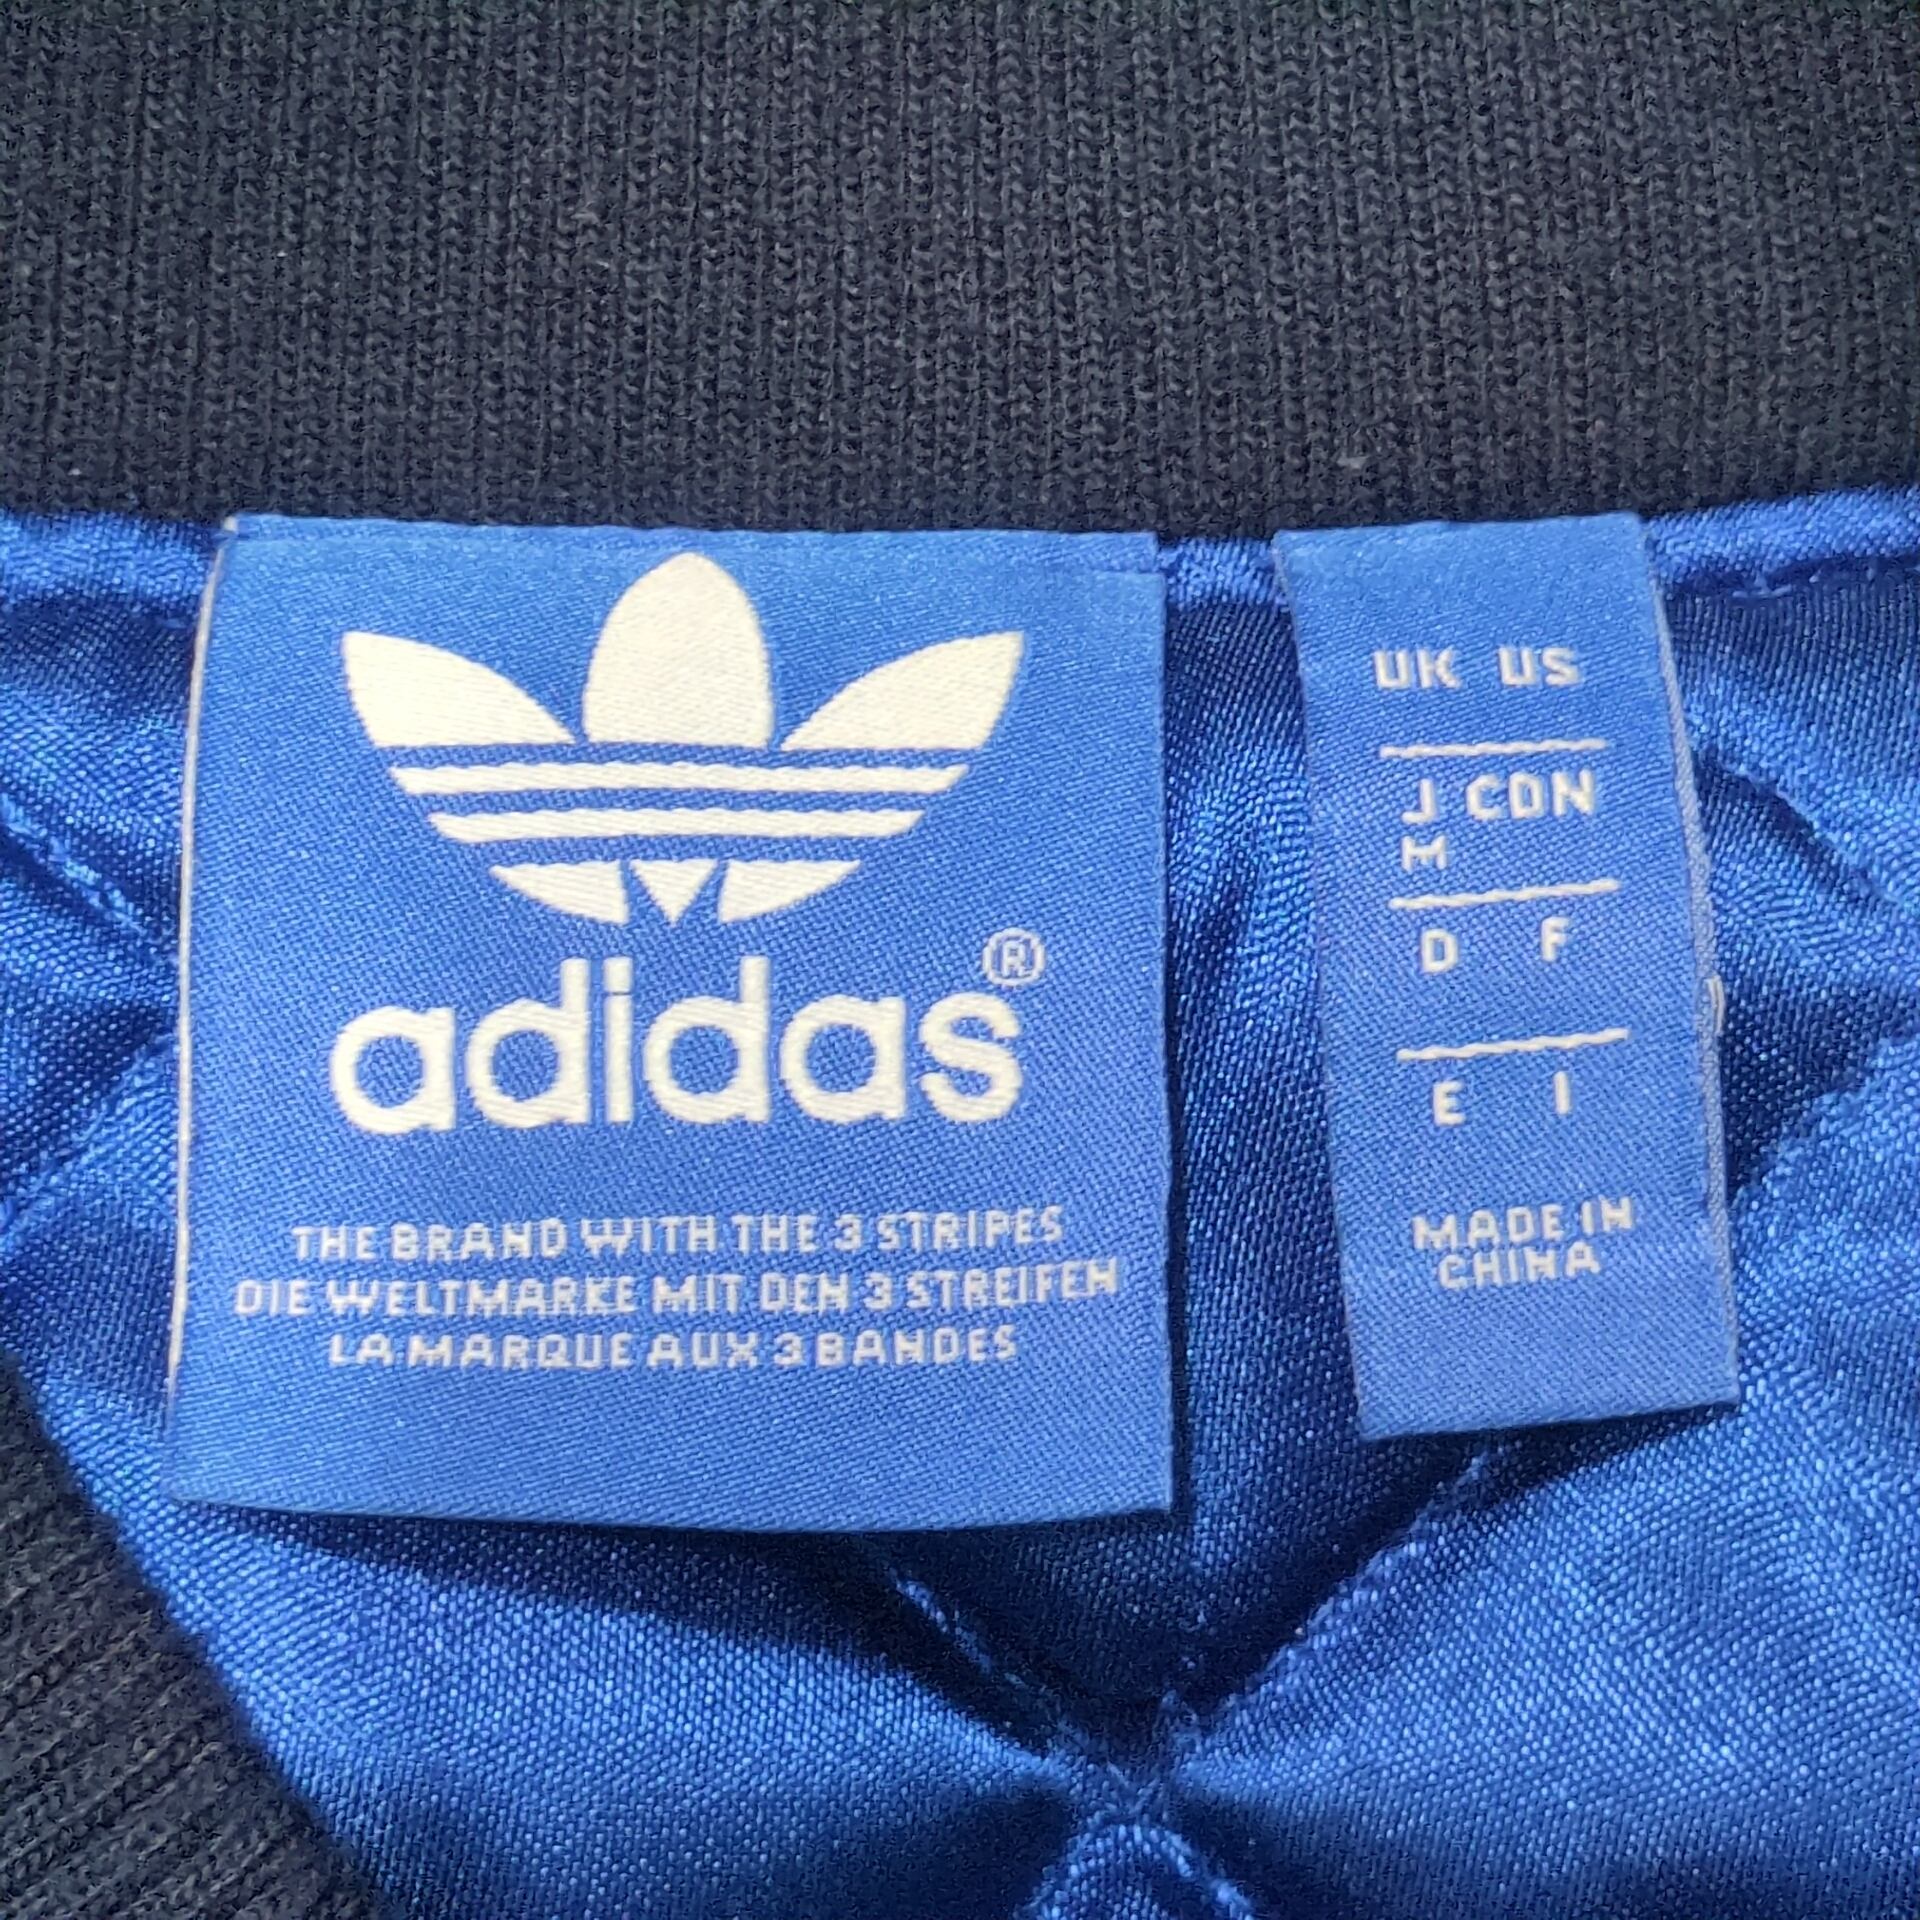 adidas®
THE BRAND WITH THE 3 STRIPES
DIE WELTMARKE MIT DEN 3 STREIFEN
LA MARQUE AUX 3 BANDES
UK US
J CDN
M
D F
E I
MADE IN
CHINA